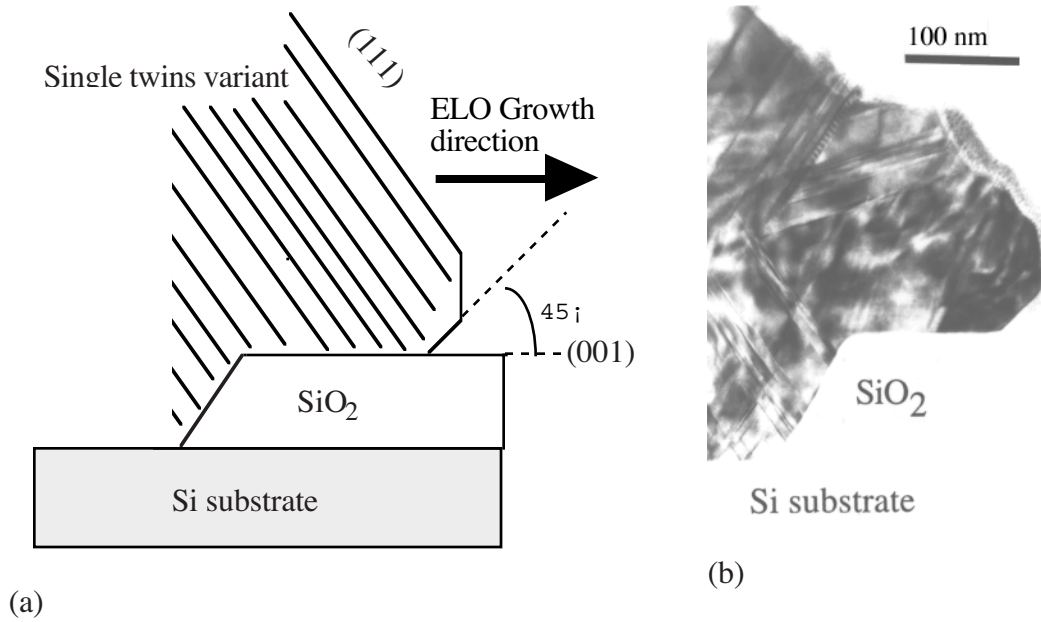 Single twins variant
(111)
ELO Growth
direction
45¡
(001)
SiO2
Si substrate
(a)
100 nm
SiO2
Si substrate
(b)